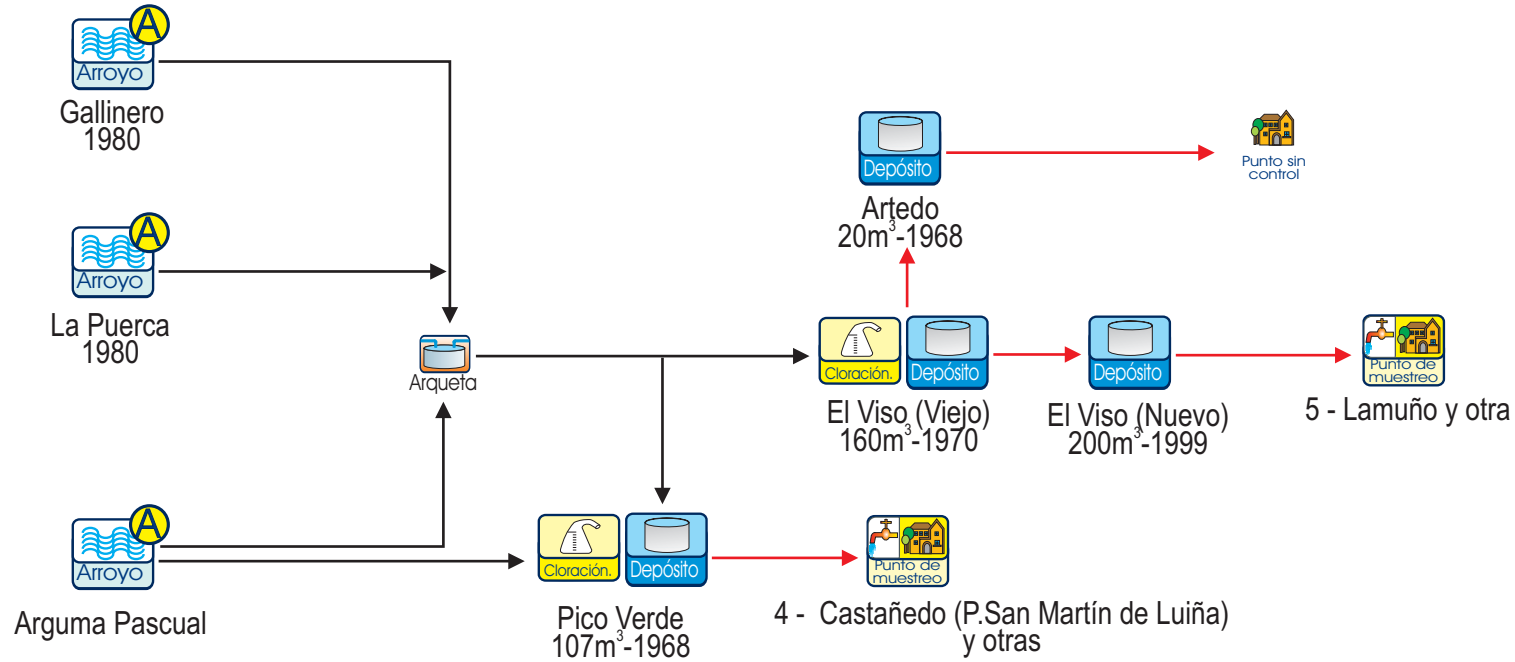 A
Arroyo
Gallinero
1980
A
Arroyo
La Puerca
1980
A
Arroyo
Arguma Pascual
Arqueta
Depósito
Artedo
20m³-1968
Punto sin
control
Cloración.
Depósito
El Viso (Viejo)
160m³-1970
Depósito
El Viso (Nuevo)
200m³-1999
Punto de
muestreo
5 - Lamuño y otra
Cloración.
Depósito
Pico Verde
107m³-1968
Punto de
muestreo
4 - Castañedo (P.San Martín de Luiña)
y otras